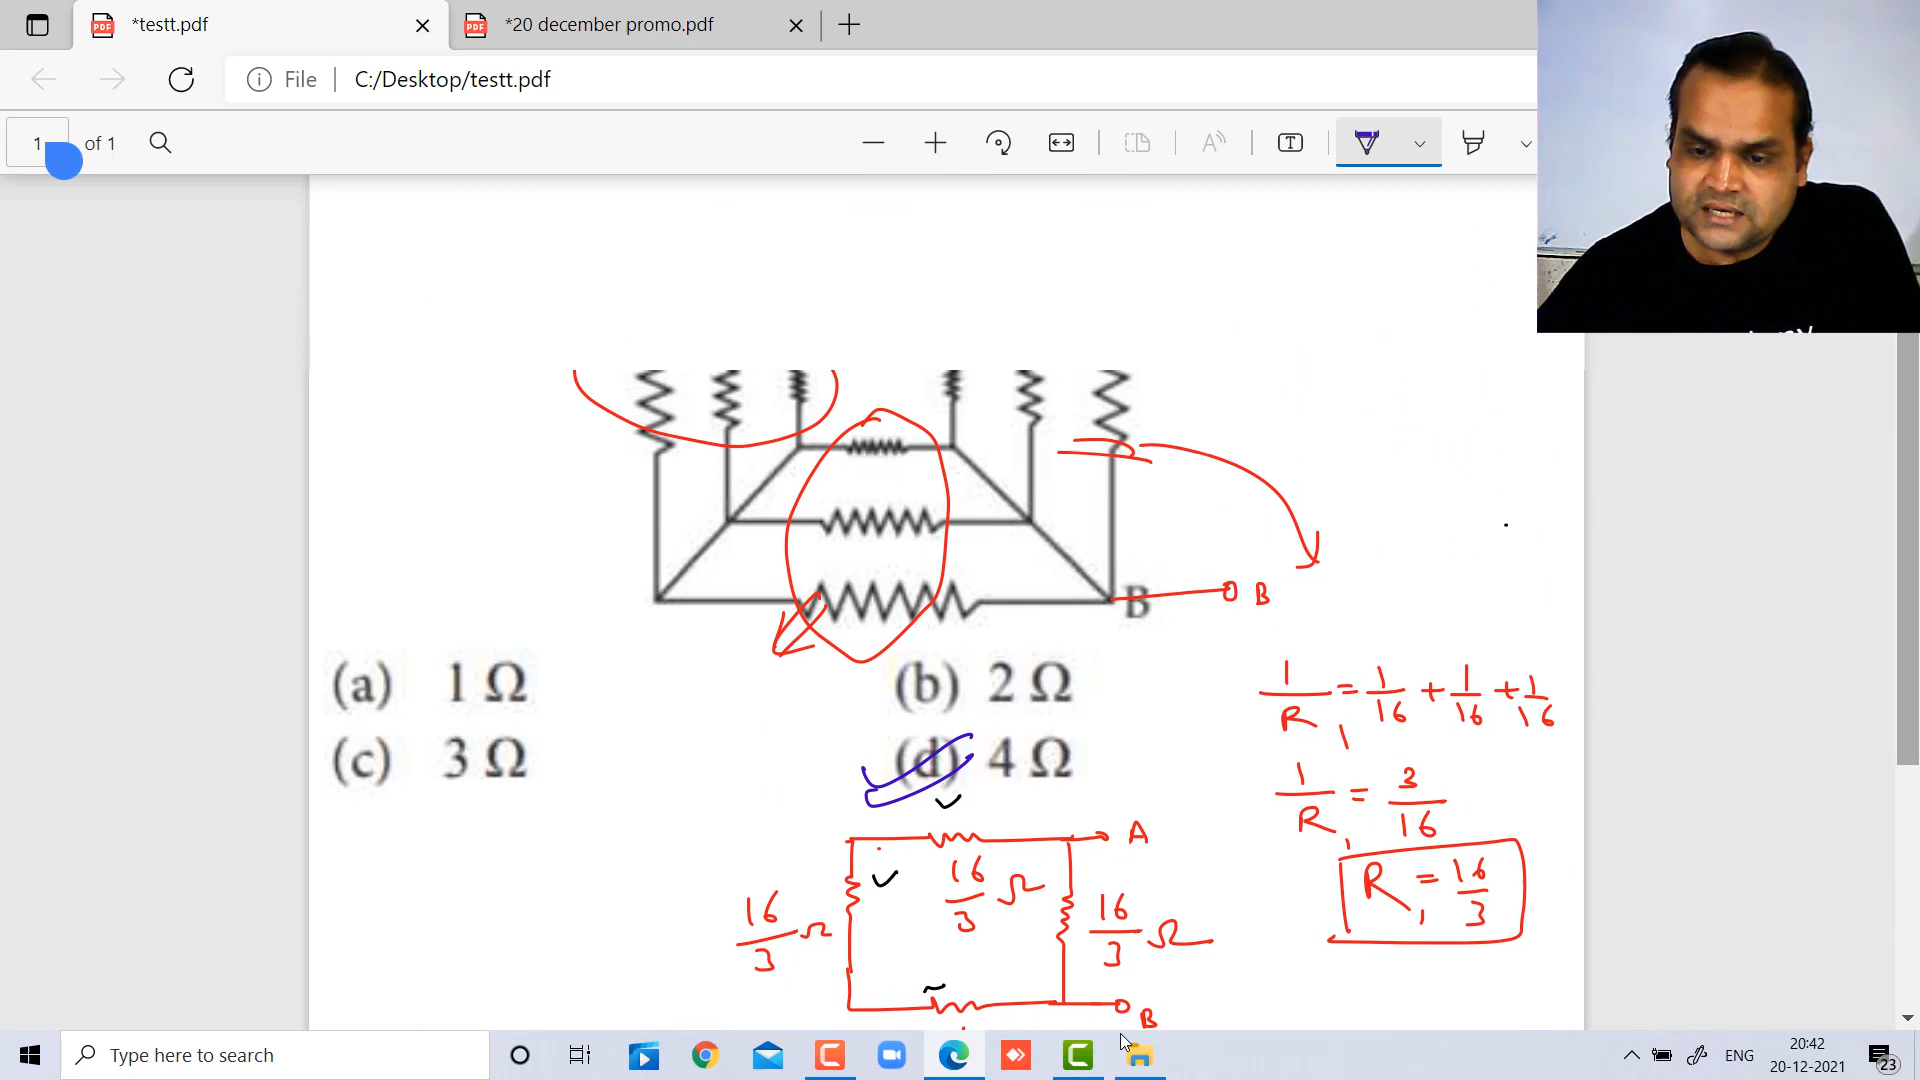 *testt.pdf
*20 december promo.pdf
File
C:/Desktop/testt.pdf
1 of 1
B
B
(a) 1 Ω
(b) 2 Ω
(c) 3 Ω
(d) 4 Ω
1/R₁ = 1/16 + 1/16 + 1/16
1/R₁ = 3/16
R₁ = 16/3
A
16/3 Ω
16/3 Ω
16/3 Ω
B
Type here to search
ENG
20:42
20-12-2021
23